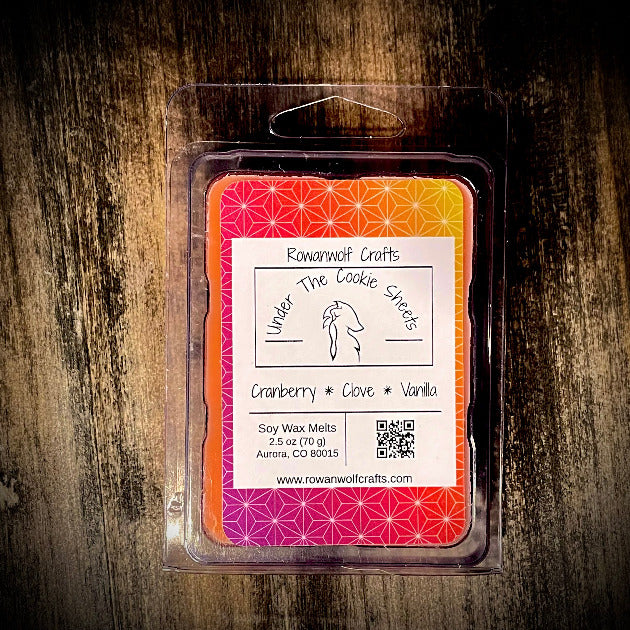 Rowanwolf Crafts
Under The Cookie Sheets
Cranberry * Clove * Vanilla
Soy Wax Melts
2.5 oz (70 g)
Aurora, CO 80015
www.rowanwolfcrafts.com